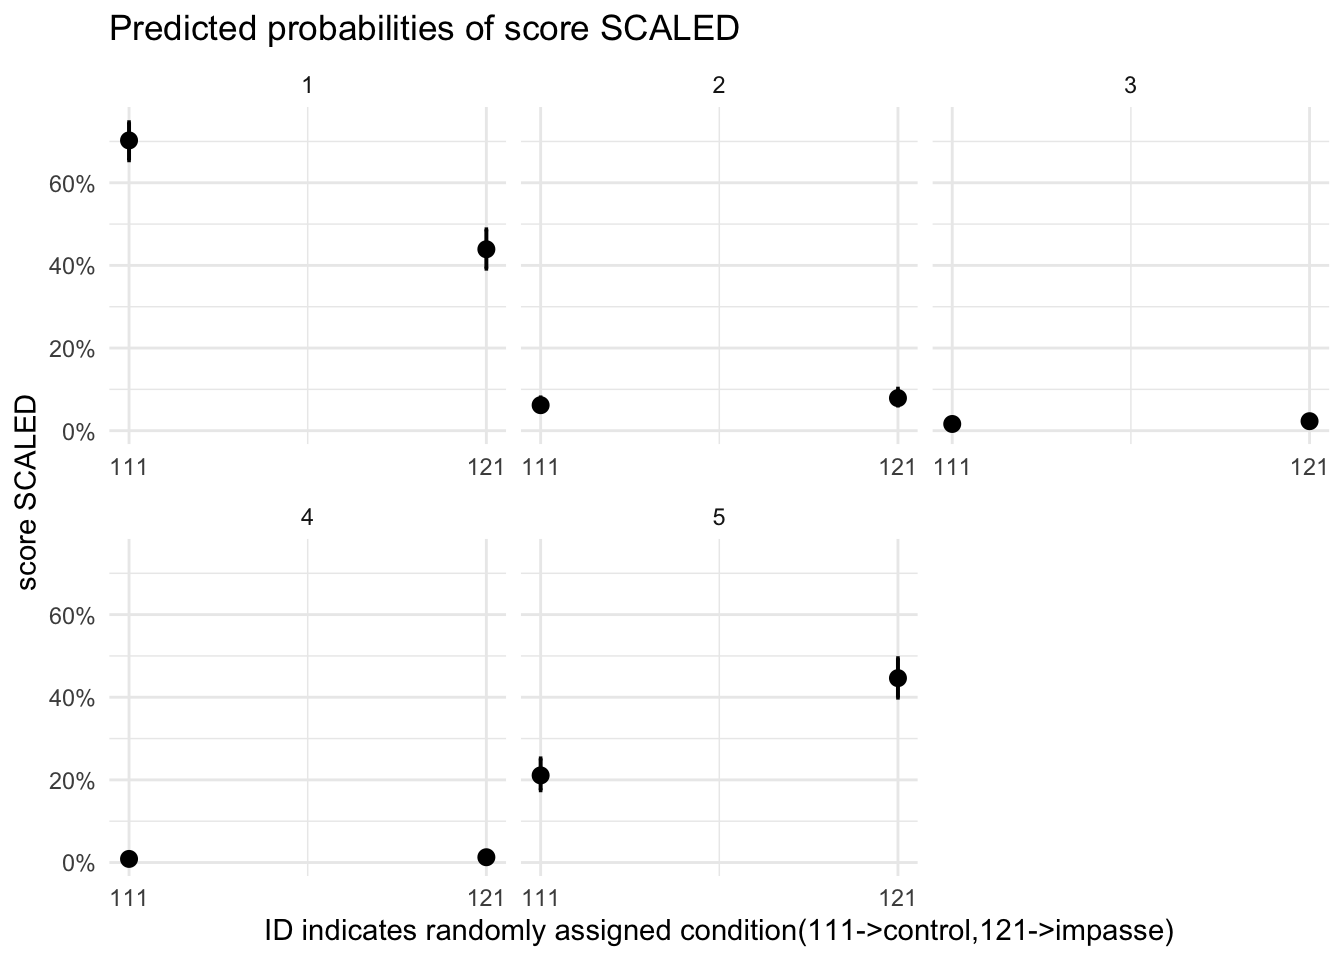 Predicted probabilities of score SCALED
1 2 3
60%
40%
20%
0%
111 121 111 121 111 121
score SCALED
4 5
60%
40%
20%
0%
111 121 111 121
ID indicates randomly assigned condition(111->control,121->impasse)